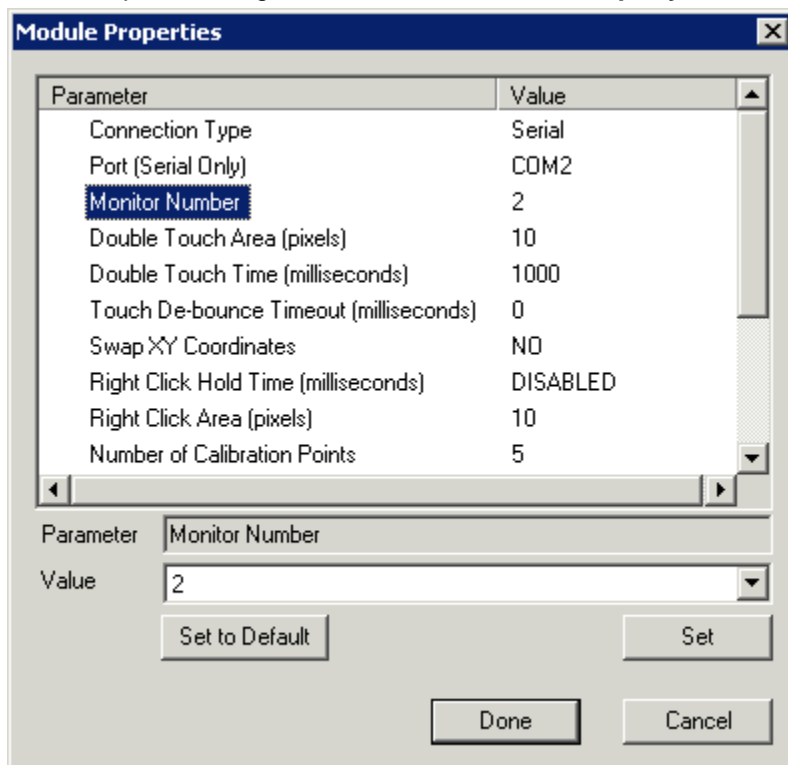 Module Properties
Parameter Value
Connection Type Serial
Port (Serial Only) COM2
Monitor Number 2
Double Touch Area (pixels) 10
Double Touch Time (milliseconds) 1000
Touch De-bounce Timeout (milliseconds) 0
Swap XY Coordinates NO
Right Click Hold Time (milliseconds) DISABLED
Right Click Area (pixels) 10
Number of Calibration Points 5
Parameter Monitor Number
Value 2
Set to Default Set
Done Cancel